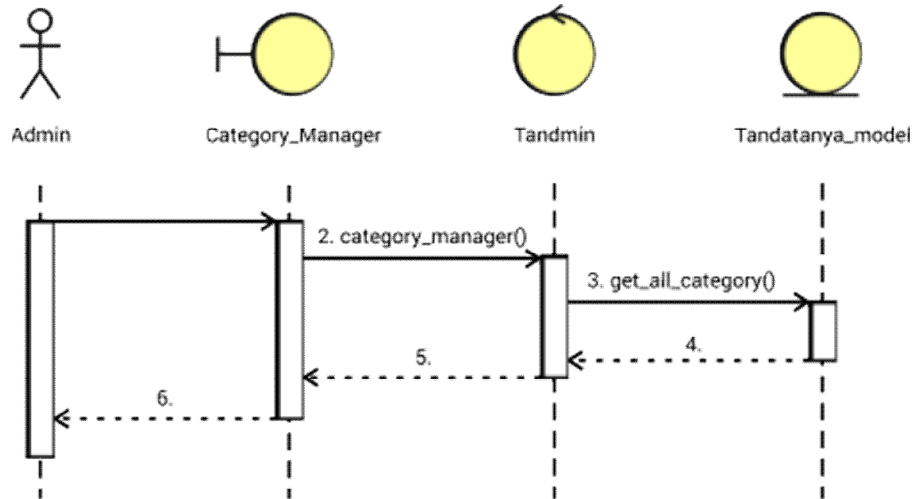 Admin
Category_Manager
Tandmin
Tandatanya_model
2. category_manager()
3. get_all_category()
4.
5.
6.